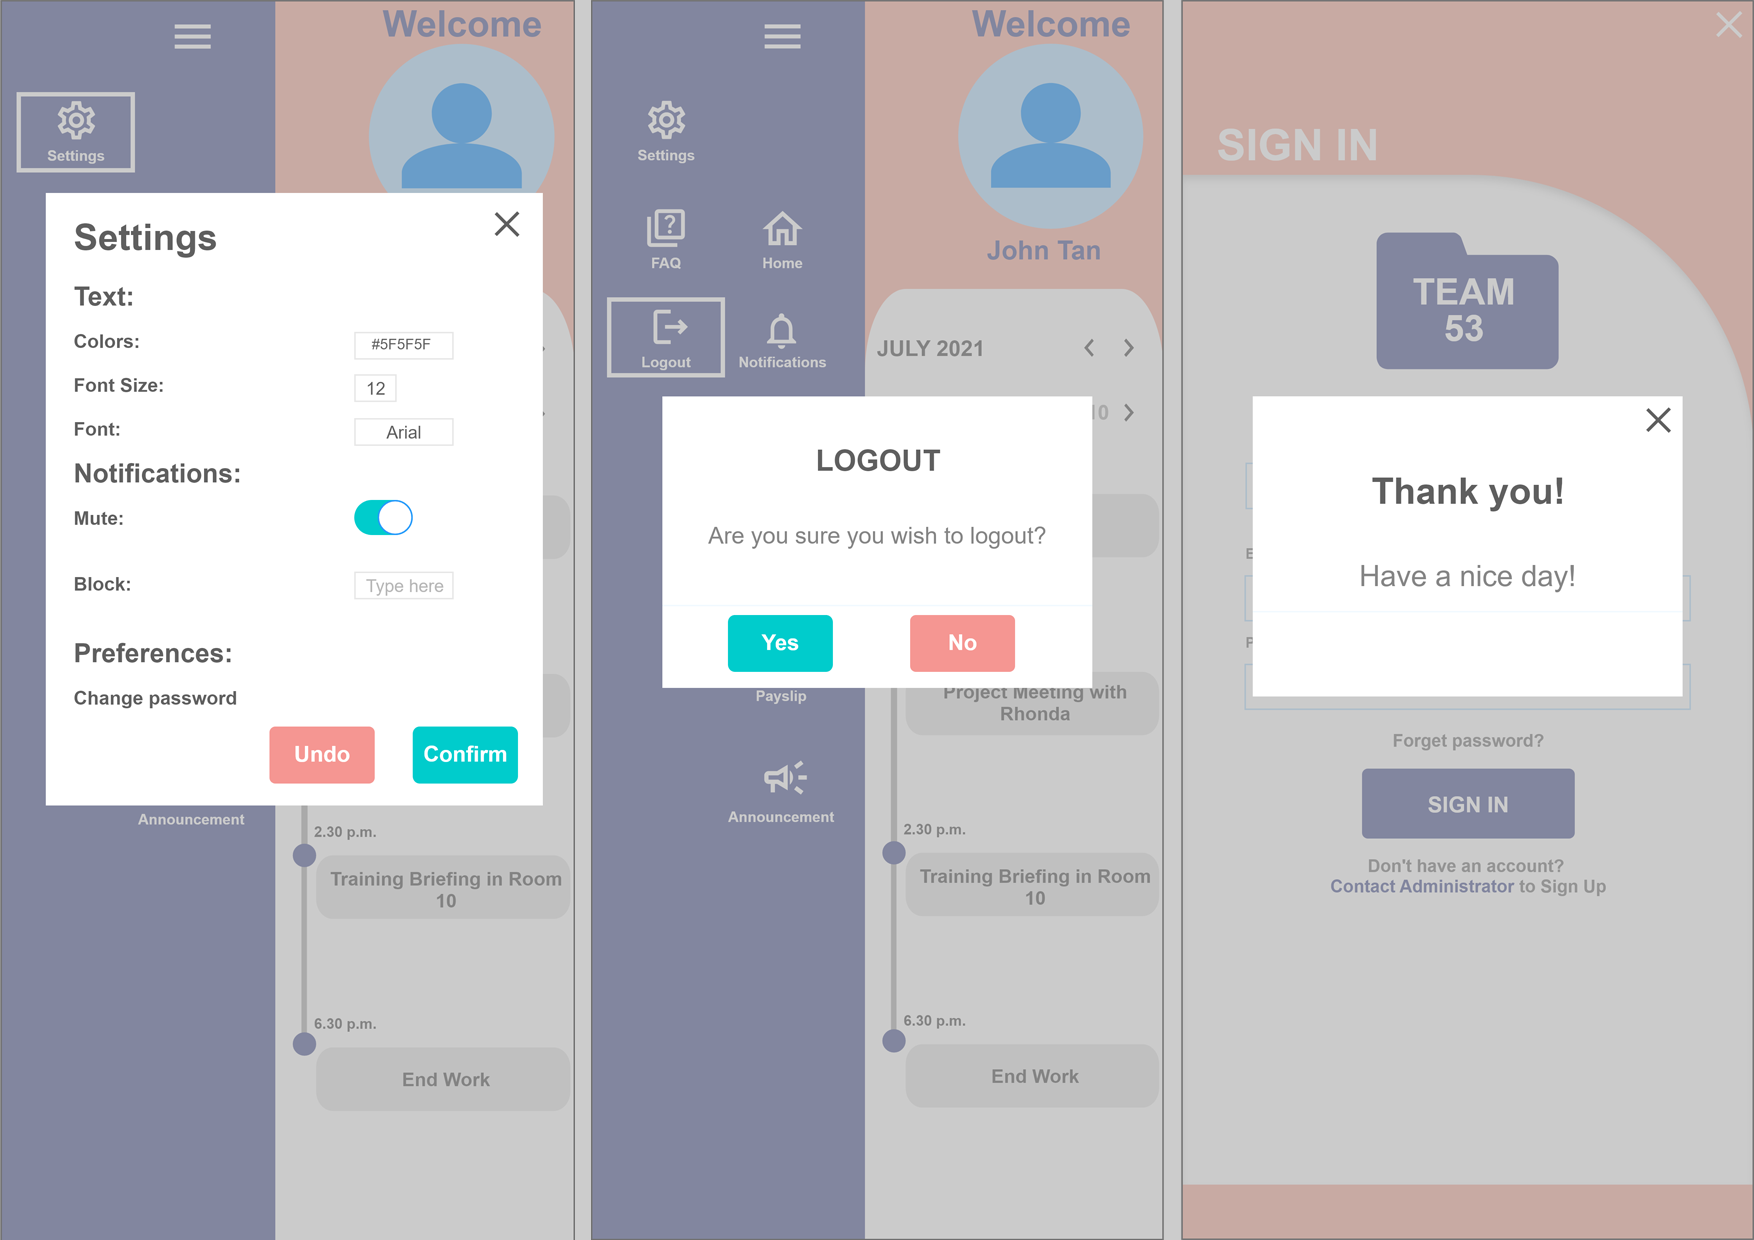 Welcome
Settings
Settings
Text:
Colors:
#5F5F5F
Font Size:
12
Font:
Arial
Notifications:
Mute:
Block:
Type here
Preferences:
Change password
Undo
Confirm
Announcement
2.30 p.m.
Training Briefing in Room
10
6.30 p.m.
End Work
Welcome
Settings
John Tan
FAQ
Home
Logout
Notifications
JULY 2021
10
LOGOUT
Are you sure you wish to logout?
Yes
No
Payslip
Project Meeting with
Rhonda
Announcement
2.30 p.m.
Training Briefing in Room
10
6.30 p.m.
End Work
SIGN IN
TEAM
53
Thank you!
Have a nice day!
Forget password?
SIGN IN
Don't have an account?
Contact Administrator to Sign Up